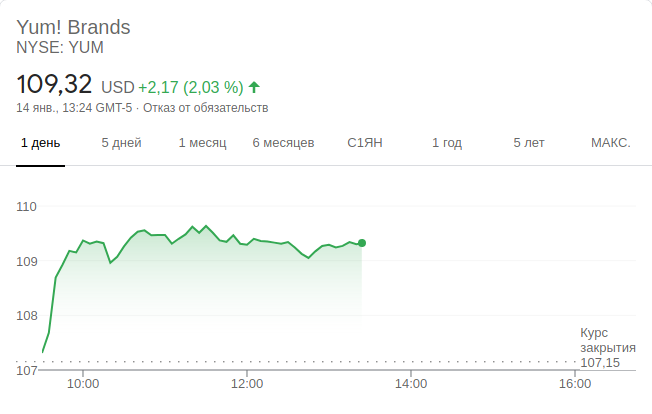 Yum! Brands
NYSE: YUM
109,32 USD +2,17 (2,03 %)
14 янв., 13:24 GMT-5 · Отказ от обязательств
1 день 5 дней 1 месяц 6 месяцев С1ЯН 1 год 5 лет МАКС.
110
109
108
Курс
закрытия
107,15
107
10:00 12:00 14:00 16:00